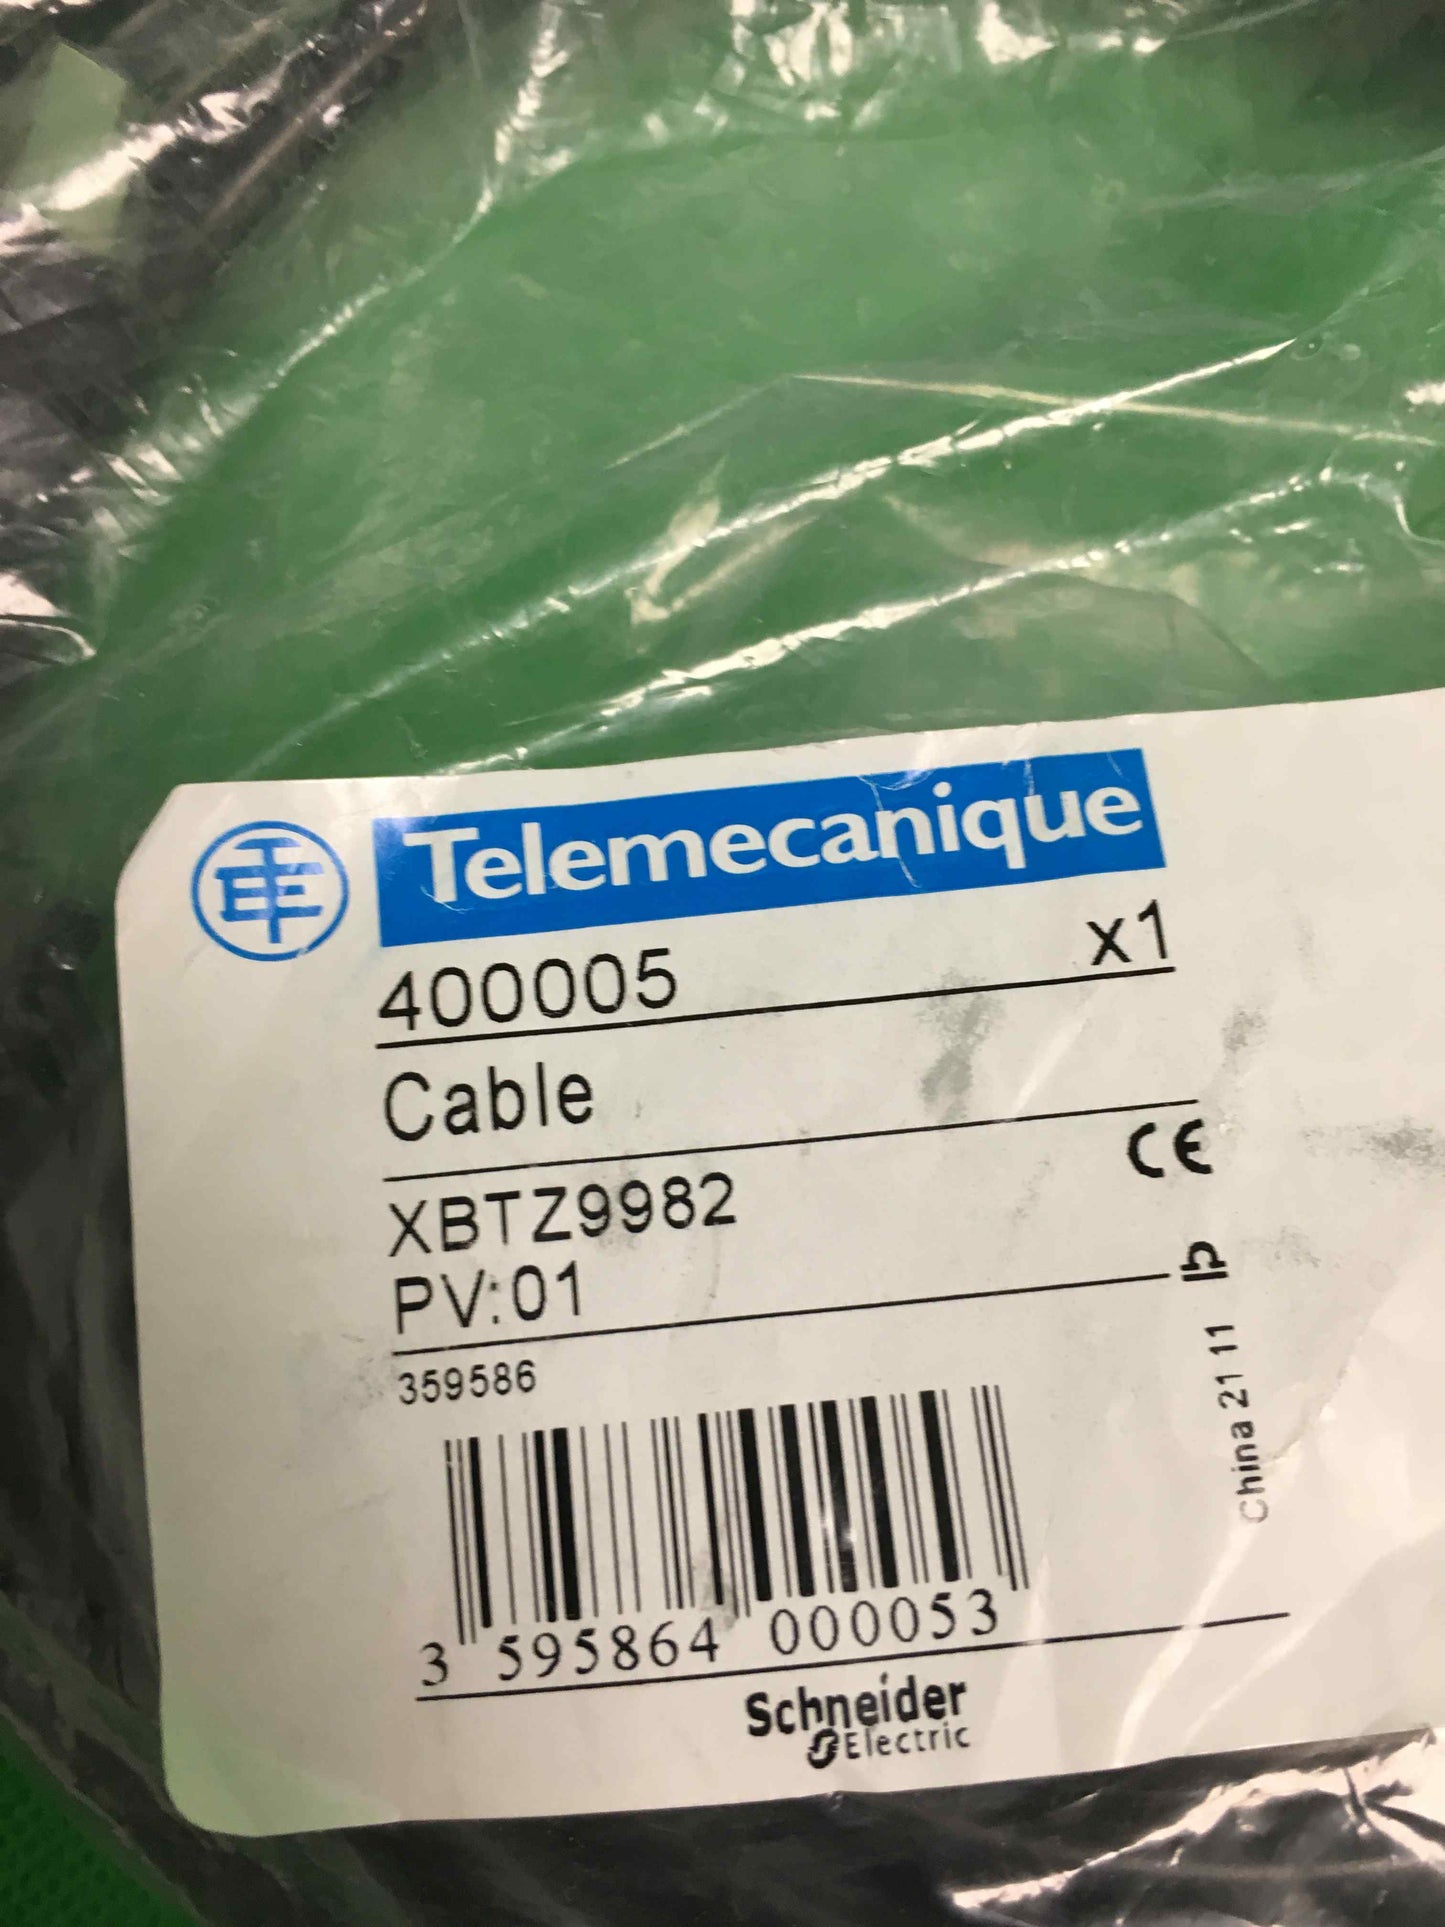 Telemecanique
400005 x1
Cable
XBTZ9982
PV:01
359586
China 21 11
3 595864 000053
Schneider
Electric